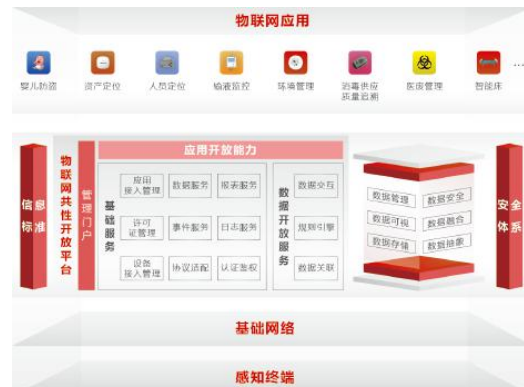 物联网应用
婴儿防盗
资产定位
人员定位
输液监控
环境管理
消毒供应
质量追溯
医废管理
智能床
...
信息
标准
物联网共性开放平台
管理门户
应用开放能力
基础服务
应用
接入管理
数据服务
报表服务
许可
证管理
事件服务
日志服务
设备
接入管理
协议适配
认证鉴权
数据开放服务
数据交互
规则引擎
数据关联
数据管理
数据安全
数据可视
数据融合
数据存储
数据抽象
安全
体系
基础网络
感知终端